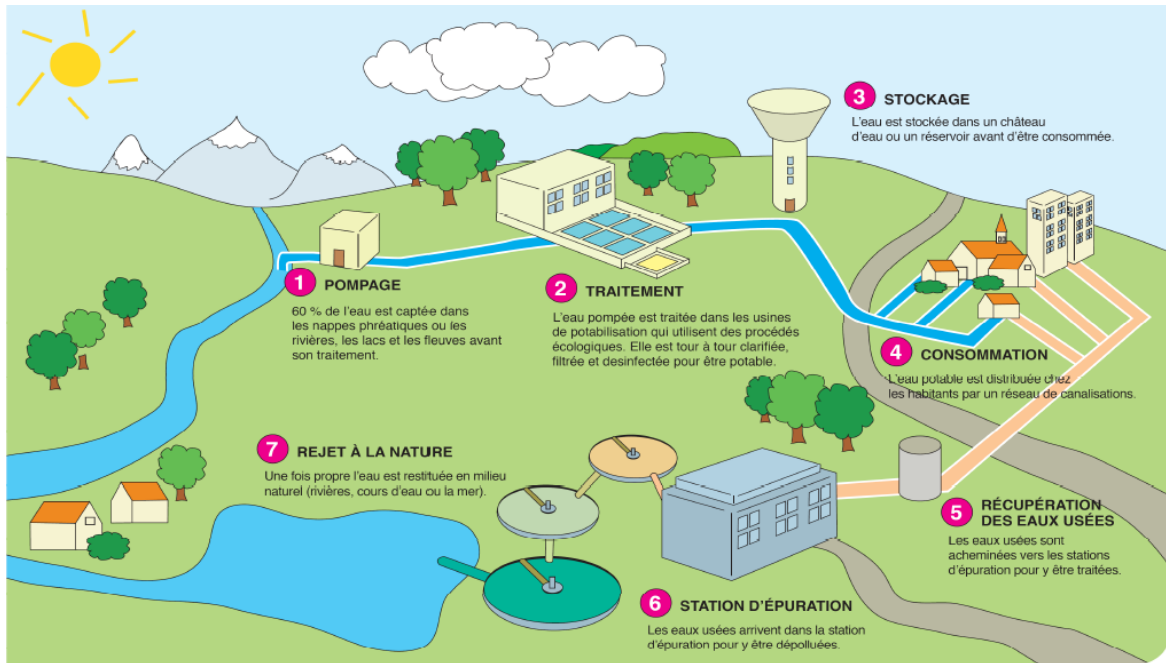 1 POMPAGE
60 % de l'eau est captée dans
les nappes phréatiques ou les
rivières, les lacs et les fleuves avant
son traitement.
2 TRAITEMENT
L'eau pompée est traitée dans les usines
de potabilisation qui utilisent des procédés
écologiques. Elle est tour à tour clarifiée,
filtrée et desinfectée pour être potable.
3 STOCKAGE
L'eau est stockée dans un château
d'eau ou un réservoir avant d'être consommée.
4 CONSOMMATION
L'eau potable est distribuée chez
les habitants par un réseau de canalisations.
5 RÉCUPÉRATION
DES EAUX USÉES
Les eaux usées sont
acheminées vers les stations
d'épuration pour y être traitées.
6 STATION D'ÉPURATION
Les eaux usées arrivent dans la station
d'épuration pour y être dépolluées.
7 REJET À LA NATURE
Une fois propre l'eau est restituée en milieu
naturel (rivières, cours d'eau ou la mer).